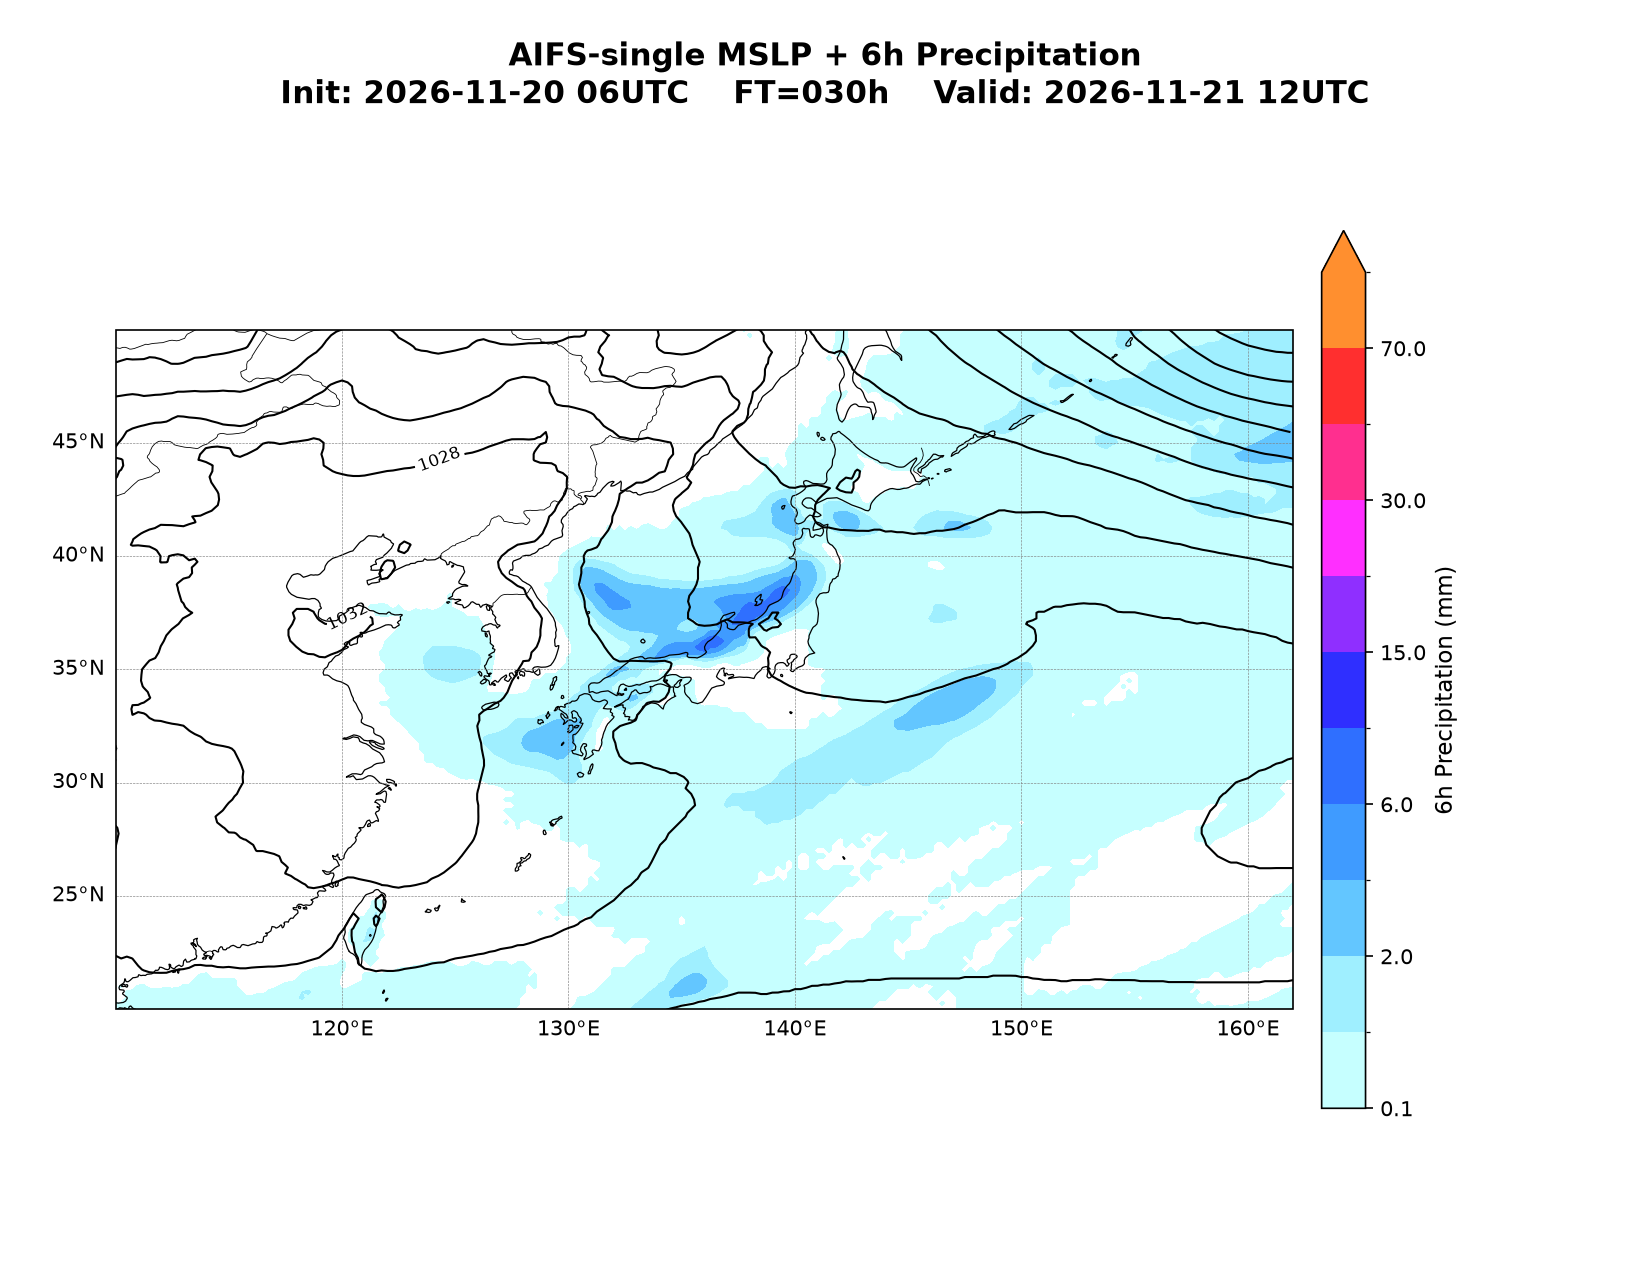 AIFS-single MSLP + 6h Precipitation
Init: 2026-11-20 06UTC    FT=030h    Valid: 2026-11-21 12UTC
70.0
45°N
1028
30.0
40°N
6h Precipitation (mm)
1032
35°N
15.0
30°N
6.0
25°N
2.0
120°E
130°E
140°E
150°E
160°E
0.1